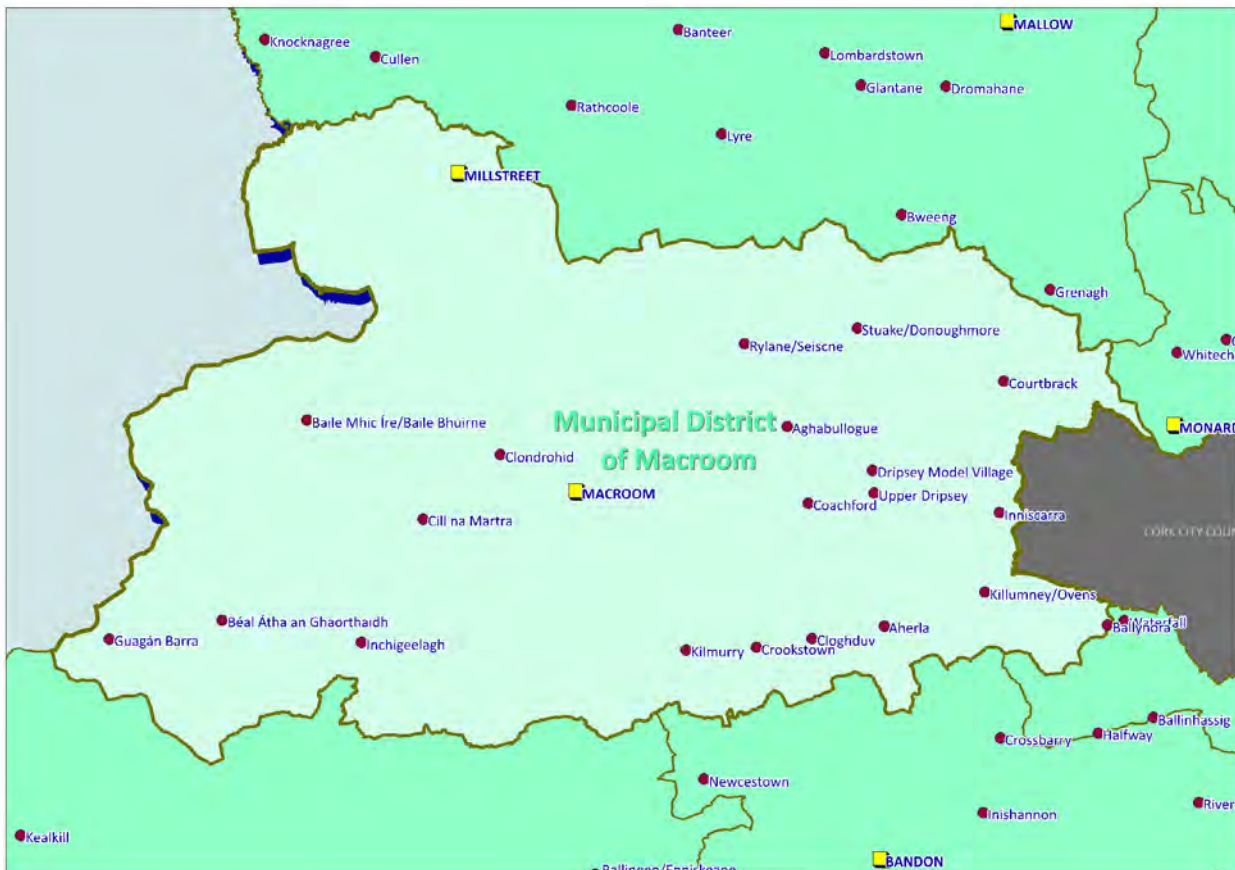 MALLOW
Banteer
Knocknagree
Cullen
Lombardstown
Glantane
Dromahane
Rathcoole
Lyre
MILLSTREET
Bweeng
Grenagh
Stuake/Donoughmore
Rylane/Seiscne
Whitech
Courtbrack
Baile Mhic Íre/Baile Bhuirne
Municipal District
of Macroom
Aghabullogue
MONARD
Clondrohid
Dripsey Model Village
MACROOM
Upper Dripsey
Coachford
Inniscarra
Cill na Martra
CORK CITY COUN
Killumney/Ovens
Béal Átha an Ghaorthaidh
Waterfall
Ballynora
Aherla
Guagán Barra
Inchigeelagh
Cloghduv
Crookstown
Kilmurry
Ballinhassig
Halfway
Crossbarry
Newcestown
River
Inishannon
Kealkill
BANDON